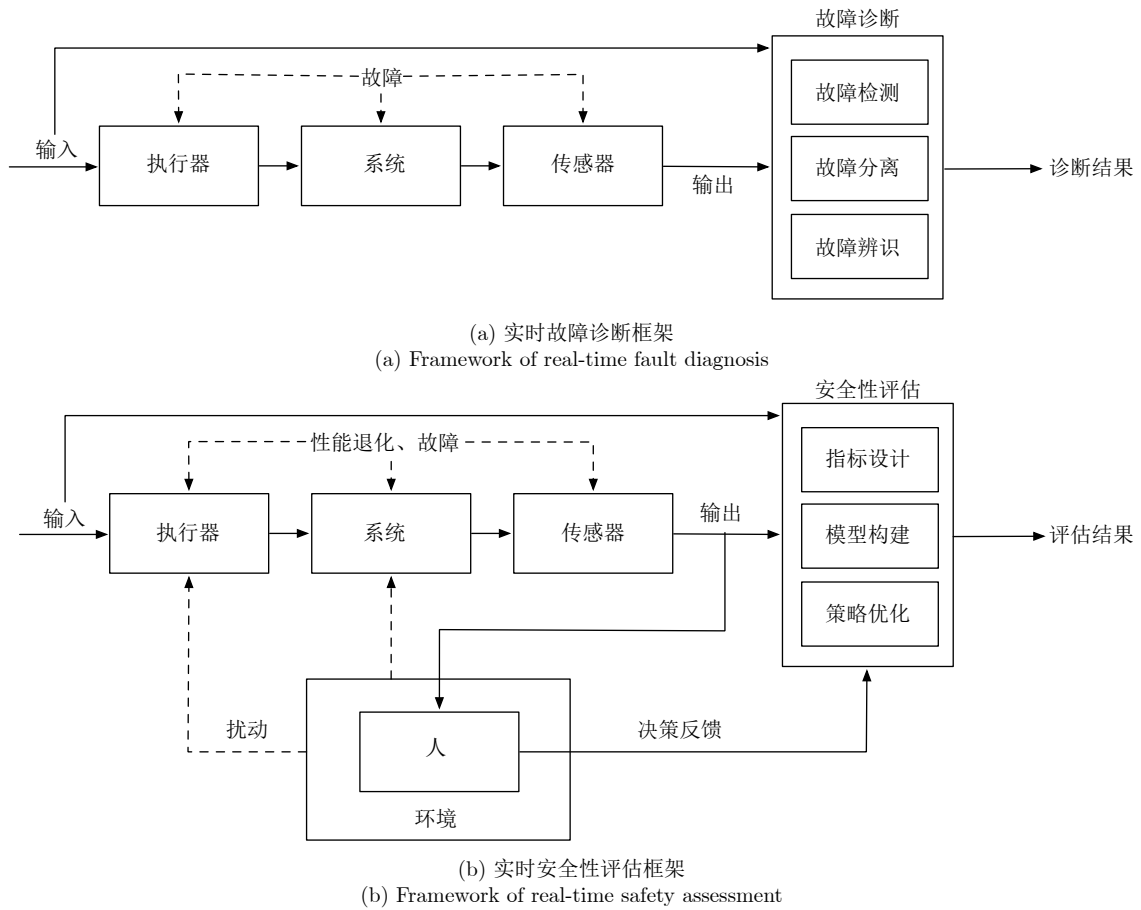 故障诊断
故障
故障检测
输入
执行器
系统
传感器
输出
故障分离
诊断结果
故障辨识
(a) 实时故障诊断框架
(a) Framework of real-time fault diagnosis
安全性评估
性能退化、故障
指标设计
输入
执行器
系统
传感器
输出
模型构建
评估结果
策略优化
扰动
人
决策反馈
环境
(b) 实时安全性评估框架
(b) Framework of real-time safety assessment